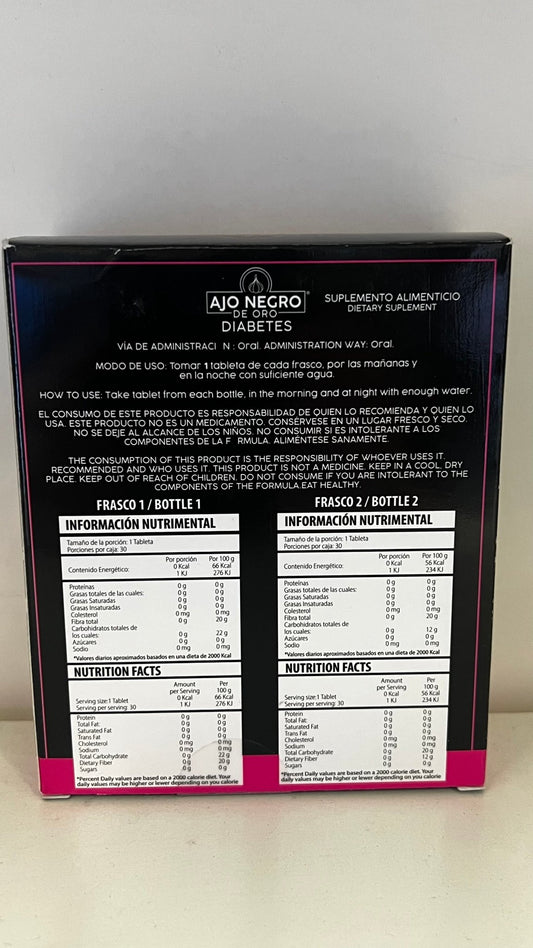 AJO NEGRO®
DE ORO
DIABETES
SUPLEMENTO ALIMENTICIO
DIETARY SUPLEMENT
VÍA DE ADMINISTRACI N : Oral. ADMINISTRATION WAY: Oral.
MODO DE USO: Tomar 1 tableta de cada frasco, por las mañanas y
en la noche con suficiente agua.
HOW TO USE: Take tablet from each bottle, in the morning and at night with enough water.
EL CONSUMO DE ESTE PRODUCTO ES RESPONSABILIDAD DE QUIEN LO RECOMIENDA Y QUIEN LO
USA. ESTE PRODUCTO NO ES UN MEDICAMENTO. CONSÉRVESE EN UN LUGAR FRESCO Y SECO.
NO SE DEJE AL ALCANCE DE LOS NIÑOS. NO CONSUMIR SI ES INTOLERANTE A LOS
COMPONENTES DE LA F RMULA. ALIMÉNTESE SANAMENTE.
THE CONSUMPTION OF THIS PRODUCT IS THE RESPONSIBILITY OF WHOEVER USES IT.
RECOMMENDED AND WHO USES IT. THIS PRODUCT IS NOT A MEDICINE. KEEP IN A COOL, DRY
PLACE. KEEP OUT OF REACH OF CHILDREN. DO NOT CONSUME IF YOU ARE INTOLERANT TO THE
COMPONENTS OF THE FORMULA.EAT HEALTHY.
FRASCO 1 / BOTTLE 1
INFORMACIÓN NUTRIMENTAL
Tamaño de la porción: 1 Tableta
Porciones por caja: 30
Por porción Por 100 g
0 Kcal 66 Kcal
Contenido Energético: 1 KJ 276 KJ
Proteínas 0 g 0 g
Grasas totales de las cuales: 0 g 0 g
Grasas Saturadas 0 g 0 g
Grasas Insaturadas 0 g 0 g
Colesterol 0 mg 0 mg
Fibra total 0 g 20 g
Carbohidratos totales de
los cuales: 0 g 22 g
Azúcares 0 g 0 g
Sodio 0 mg 0 mg
*Valores diarios aproximados basados en una dieta de 2000 Kcal
NUTRITION FACTS
Amount Per
per Serving 100 g
0 Kcal 66 Kcal
Serving size:1 Tablet
Serving per serving: 30 1 KJ 276 KJ
Protein 0 g 0 g
Total Fat: 0 g 0 g
Saturated Fat 0 g 0 g
Trans Fat 0 g 0 g
Cholesterol 0 mg 0 mg
Sodium 0 mg 0 mg
Total Carbohydrate 0 g 22 g
Dietary Fiber 0 g 20 g
Sugars 0 g 0 g
*Percent Daily values are based on a 2000 calorie diet. Your
daily values may be higher or lewer depending on you calorie
FRASCO 2 / BOTTLE 2
INFORMACIÓN NUTRIMENTAL
Tamaño de la porción: 1 Tableta
Porciones por caja: 30
Por porción Por 100 g
0 Kcal 56 Kcal
Contenido Energético: 1 KJ 234 KJ
Proteínas 0 g 0 g
Grasas totales de las cuales: 0 g 0 g
Grasas Saturadas 0 g 0 g
Grasas Insaturadas 0 g 0 g
Colesterol 0 mg 0 mg
Fibra total 0 g 20 g
Carbohidratos totales de
los cuales: 0 g 12 g
Azúcares 0 g 0 g
Sodio 0 mg 0 mg
*Valores diarios aproximados basados en una dieta de 2000 Kcal
NUTRITION FACTS
Amount Per
per Serving 100 g
0 Kcal 56 Kcal
Serving size:1 Tablet
Serving per serving: 30 1 KJ 234 KJ
Protein 0 g 0 g
Total Fat: 0 g 0 g
Saturated Fat 0 g 0 g
Trans Fat 0 g 0 g
Cholesterol 0 mg 0 mg
Sodium 0 mg 0 mg
Total Carbohydrate 0 g 20 g
Dietary Fiber 0 g 12 g
Sugars 0 g 0 g
*Percent Daily values are based on a 2000 calorie diet. Your
daily values may be higher or lewer depending on you calorie